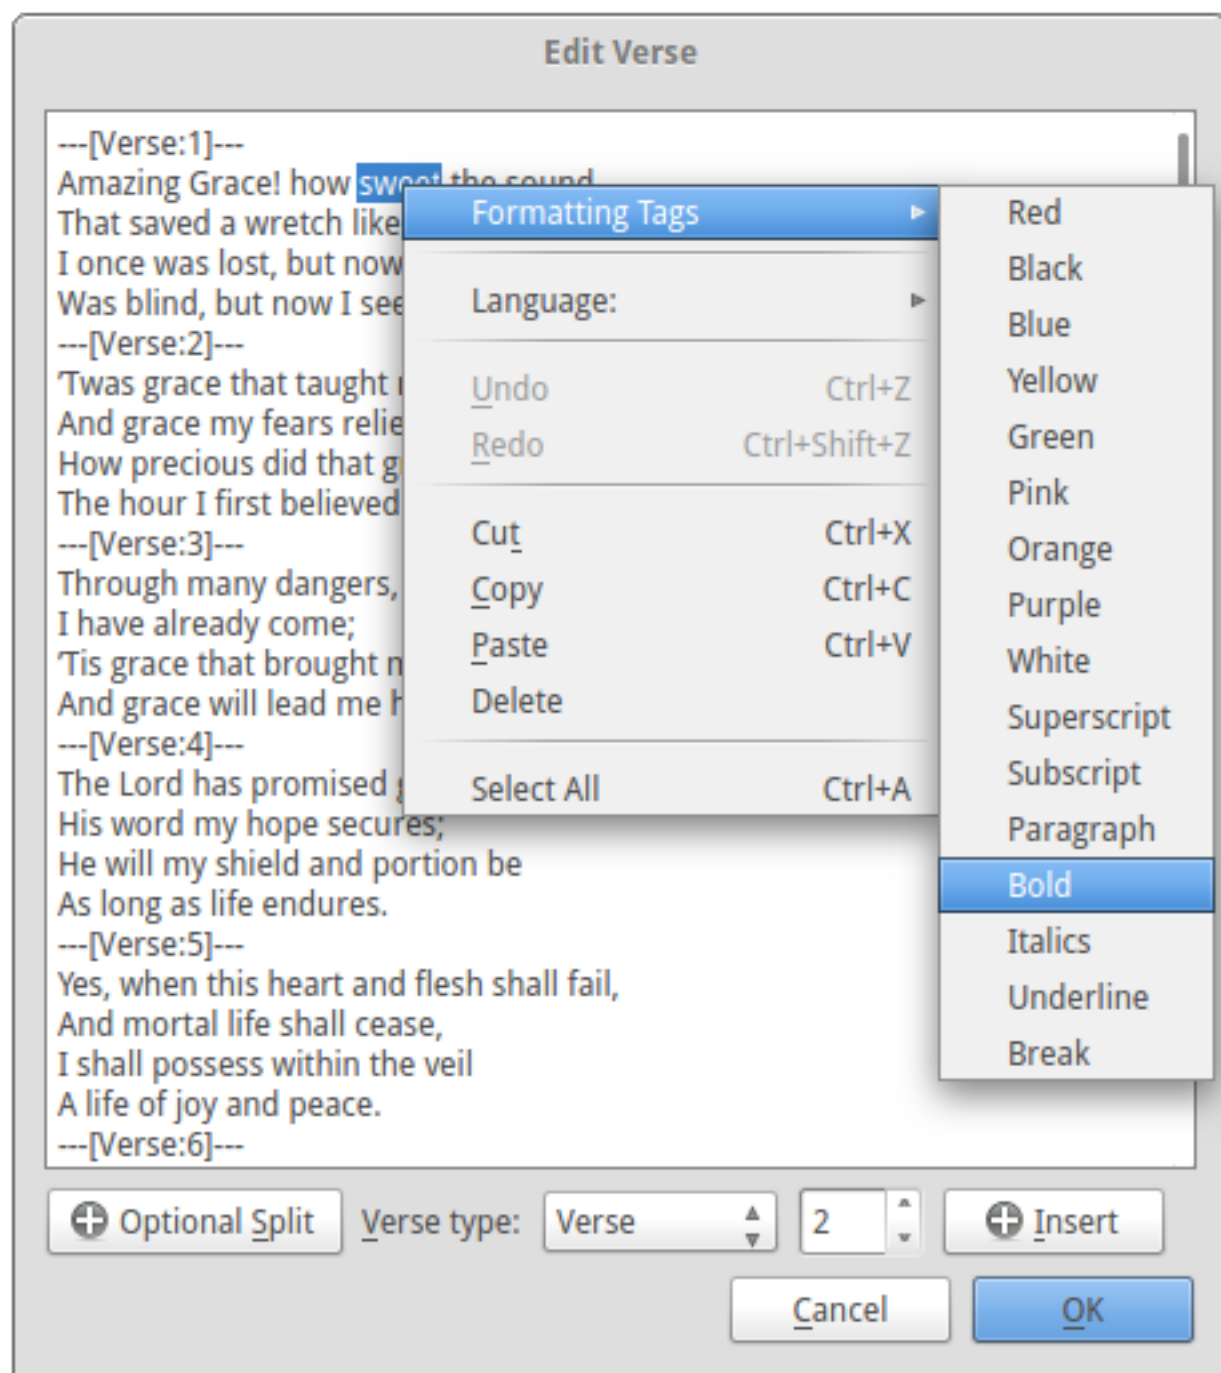 Edit Verse
---[Verse:1]---
Amazing Grace! how sweet the sound
That saved a wretch like
I once was lost, but now
Was blind, but now I see
---[Verse:2]---
'Twas grace that taught
And grace my fears relie
How precious did that g
The hour I first believed
---[Verse:3]---
Through many dangers,
I have already come;
'Tis grace that brought
And grace will lead me h
---[Verse:4]---
The Lord has promised
His word my hope secures;
He will my shield and portion be
As long as life endures.
---[Verse:5]---
Yes, when this heart and flesh shall fail,
And mortal life shall cease,
I shall possess within the veil
A life of joy and peace.
---[Verse:6]---
Formatting Tags
Language:
Undo Ctrl+Z
Redo Ctrl+Shift+Z
Cut Ctrl+X
Copy Ctrl+C
Paste Ctrl+V
Delete
Select All Ctrl+A
Red
Black
Blue
Yellow
Green
Pink
Orange
Purple
White
Superscript
Subscript
Paragraph
Bold
Italics
Underline
Break
Optional Split Verse type: Verse 2 Insert
Cancel OK